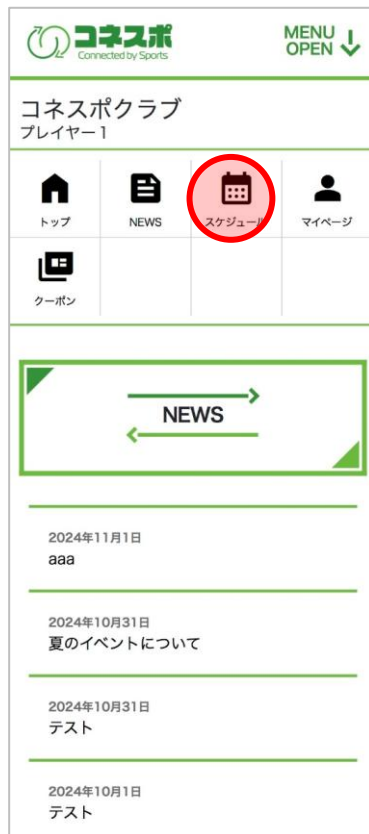 コネスポ
Connected by Sports
MENU
OPEN
コネスポクラブ
プレイヤー1
トップ
NEWS
スケジュール
マイページ
クーポン
NEWS
2024年11月1日
aaa
2024年10月31日
夏のイベントについて
2024年10月31日
テスト
2024年10月1日
テスト